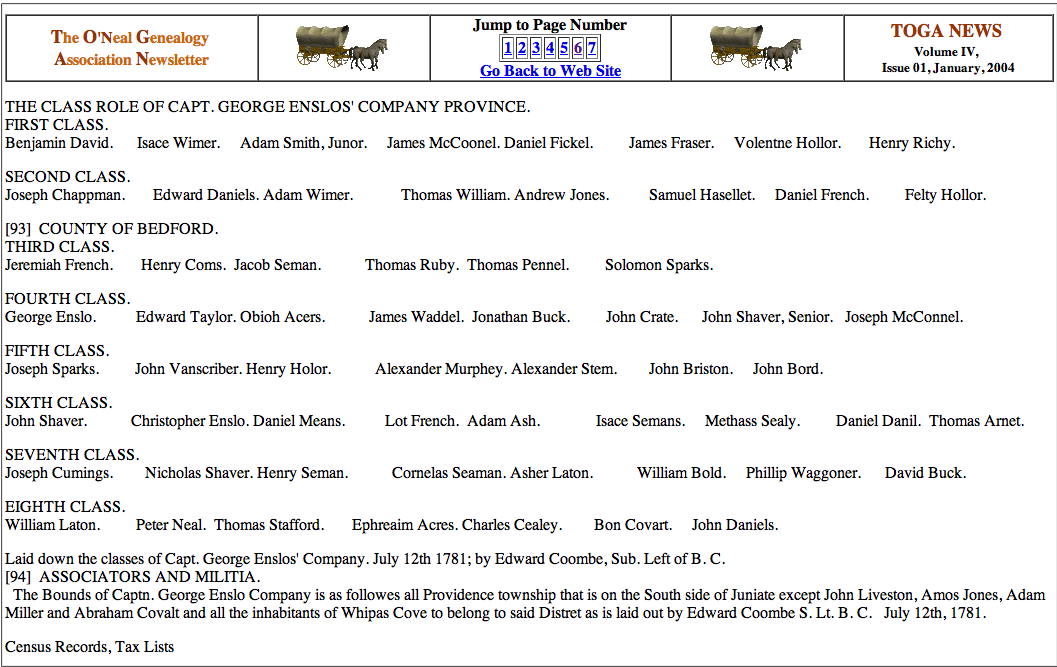 The O'Neal Genealogy
Association Newsletter
Jump to Page Number
1 2 3 4 5 6 7
Go Back to Web Site
TOGA NEWS
Volume IV,
Issue 01, January, 2004
THE CLASS ROLE OF CAPT. GEORGE ENSLOS' COMPANY PROVINCE.
FIRST CLASS.
Benjamin David. Isace Wimer. Adam Smith, Junor. James McCoonel. Daniel Fickel. James Fraser. Volentne Hollor. Henry Richy.
SECOND CLASS.
Joseph Chappman. Edward Daniels. Adam Wimer. Thomas William. Andrew Jones. Samuel Hasellet. Daniel French. Felty Hollor.
[93] COUNTY OF BEDFORD.
THIRD CLASS.
Jeremiah French. Henry Coms. Jacob Seman. Thomas Ruby. Thomas Pennel. Solomon Sparks.
FOURTH CLASS.
George Enslo. Edward Taylor. Obioh Acers. James Waddel. Jonathan Buck. John Crate. John Shaver, Senior. Joseph McConnel.
FIFTH CLASS.
Joseph Sparks. John Vanscriber. Henry Holor. Alexander Murphey. Alexander Stem. John Briston. John Bord.
SIXTH CLASS.
John Shaver. Christopher Enslo. Daniel Means. Lot French. Adam Ash. Isace Semans. Methass Sealy. Daniel Danil. Thomas Arnet.
SEVENTH CLASS.
Joseph Cumings. Nicholas Shaver. Henry Seman. Cornelas Seaman. Asher Laton. William Bold. Phillip Waggoner. David Buck.
EIGHTH CLASS.
William Laton. Peter Neal. Thomas Stafford. Ephreaim Acres. Charles Cealey. Bon Covart. John Daniels.
Laid down the classes of Capt. George Enslos' Company. July 12th 1781; by Edward Coombe, Sub. Left of B. C.
[94] ASSOCIATORS AND MILITIA.
The Bounds of Captn. George Enslo Company is as followes all Providence township that is on the South side of Juniate except John Liveston, Amos Jones, Adam
Miller and Abraham Covalt and all the inhabitants of Whipas Cove to belong to said Distret as is laid out by Edward Coombe S. Lt. B. C. July 12th, 1781.
Census Records, Tax Lists